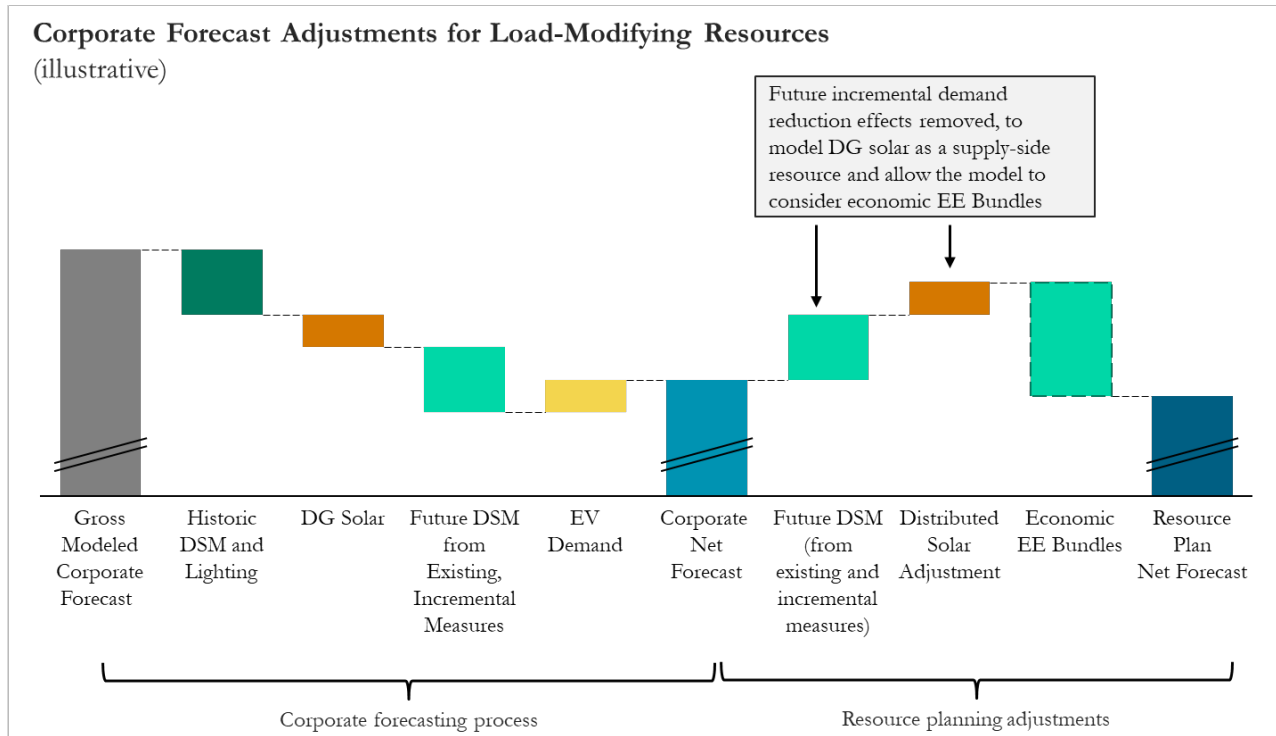 Corporate Forecast Adjustments for Load-Modifying Resources
(illustrative)
Future incremental demand
reduction effects removed, to
model DG solar as a supply-side
resource and allow the model to
consider economic EE Bundles
Gross
Modeled
Corporate
Forecast
Historic
DSM and
Lighting
DG Solar
Future DSM
from
Existing,
Incremental
Measures
EV
Demand
Corporate
Net
Forecast
Future DSM
(from
existing and
incremental
measures)
Distributed
Solar
Adjustment
Economic
EE Bundles
Resource
Plan
Net Forecast
Corporate forecasting process
Resource planning adjustments